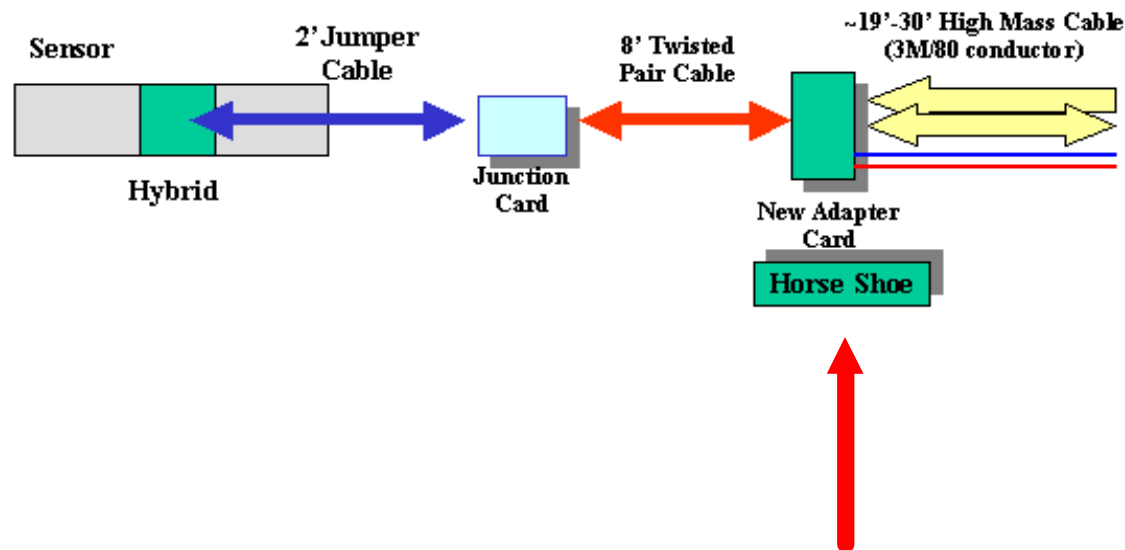 Sensor
2' Jumper
Cable
8' Twisted
Pair Cable
~19'-30' High Mass Cable
(3M/80 conductor)
Hybrid
Junction
Card
New Adapter
Card
Horse Shoe